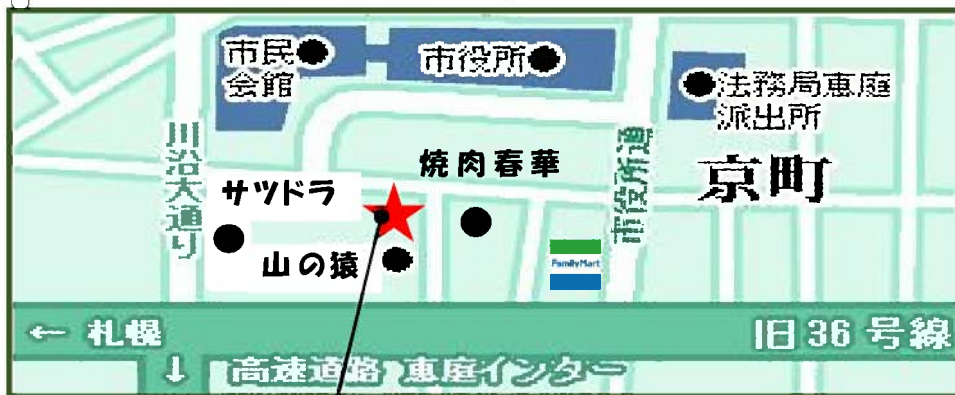 市民
会館
市役所
法務局恵庭
派出所
川沿大通り
市役所通
京町
焼肉春華
サツドラ
山の猿
FamilyMart
← 札幌
旧36号線
↓ 高速道路 恵庭インター